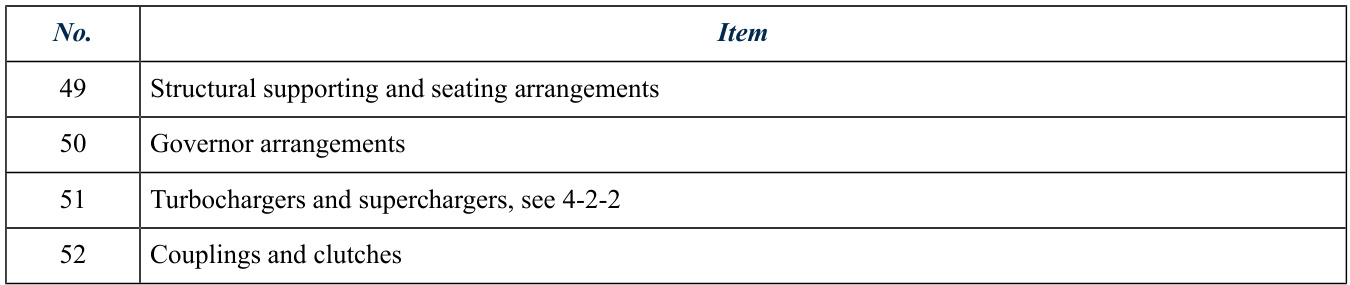 No. Item
49 Structural supporting and seating arrangements
50 Governor arrangements
51 Turbochargers and superchargers, see 4-2-2
52 Couplings and clutches